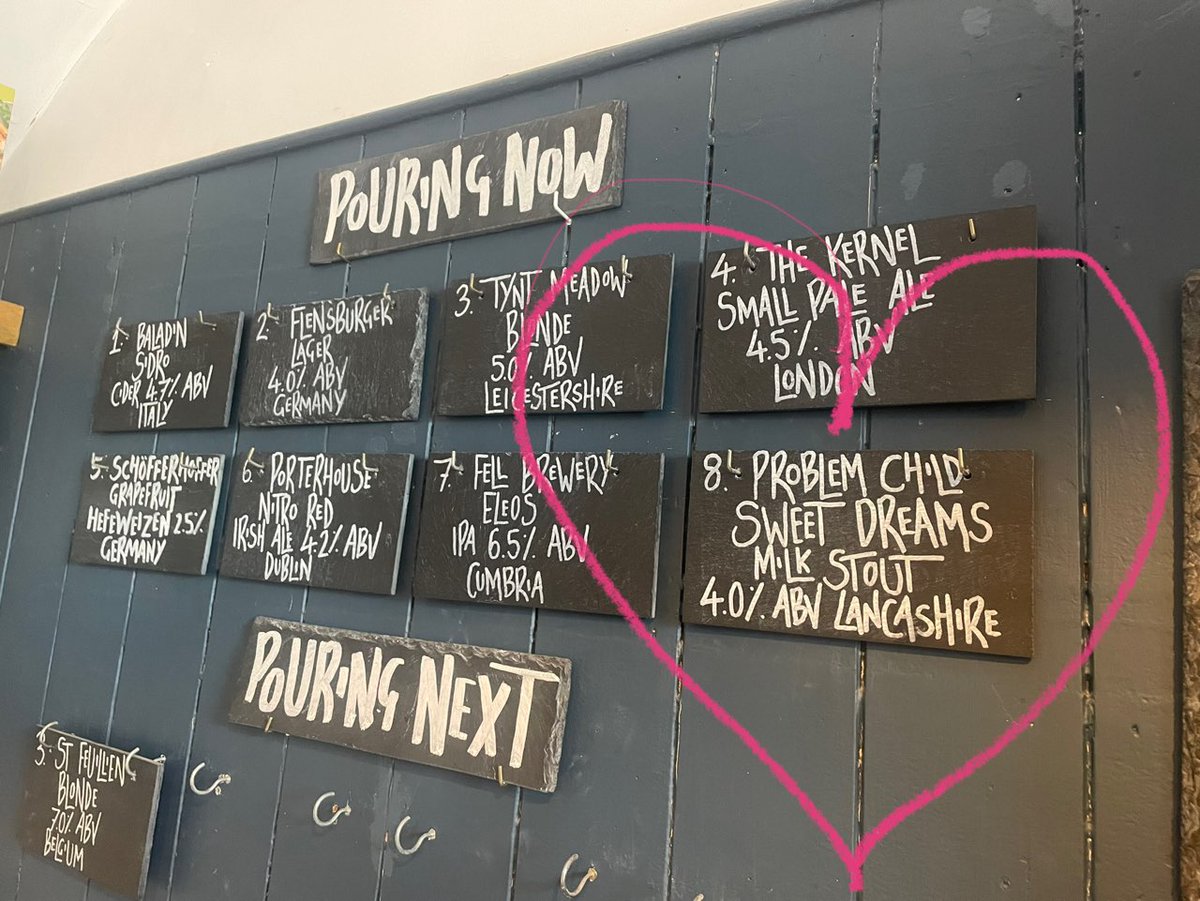 POURING NOW
1. BALADIN
SIDRO
CIDER 4.7% ABV
ITALY
2. FLENSBURGER
LAGER
4.0% ABV
GERMANY
3. TYNT MEADOW
BLNDE
5.0% ABV
LEICESTERSHIRE
4. THE KERNEL
SMALL PALE ALE
4.5% ABV
LONDON
5. SCHÖFFERHOFFER
GRAPEFRUIT
HEFEWEIZEN 2.5%
GERMANY
6. PORTERHOUSE
NITRO RED
IRISH ALE 4.2% ABV
DUBLIN
7. FELL BREWERY
ELEOS
IPA 6.5% ABV
CUMBRIA
8. PROBLEM CHILD
SWEET DREAMS
MILK STOUT
4.0% ABV LANCASHIRE
POURING NEXT
3. ST FEUILLIEN
BLONDE
7.0% ABV
BELGIUM